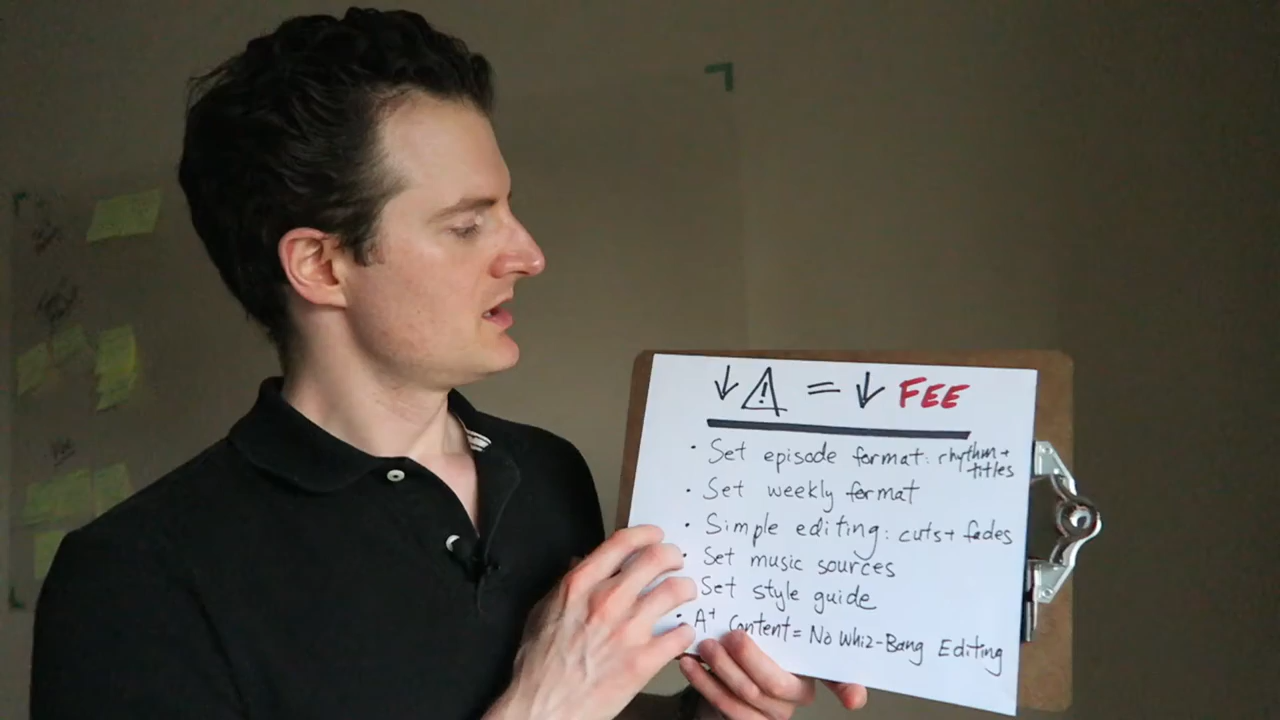 ↓ ⚠ = ↓ FEE
· Set episode format: rhythm + titles
· Set weekly format
· Simple editing: cuts + fades
· Set music sources
Set style guide
· A+ Content = No Whiz-Bang Editing